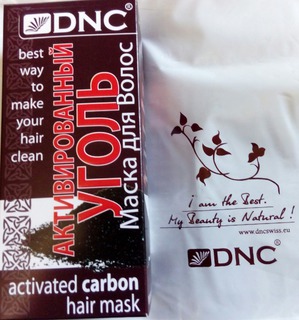 DNC®
best
way
to
make
your
hair
clean
АКТИВИРОВАННЫЙ
УГОЛЬ
Маска для Волос
activated carbon
hair mask
I am the Best.
My Beauty is Natural !
www.dncswiss.eu
DNC®